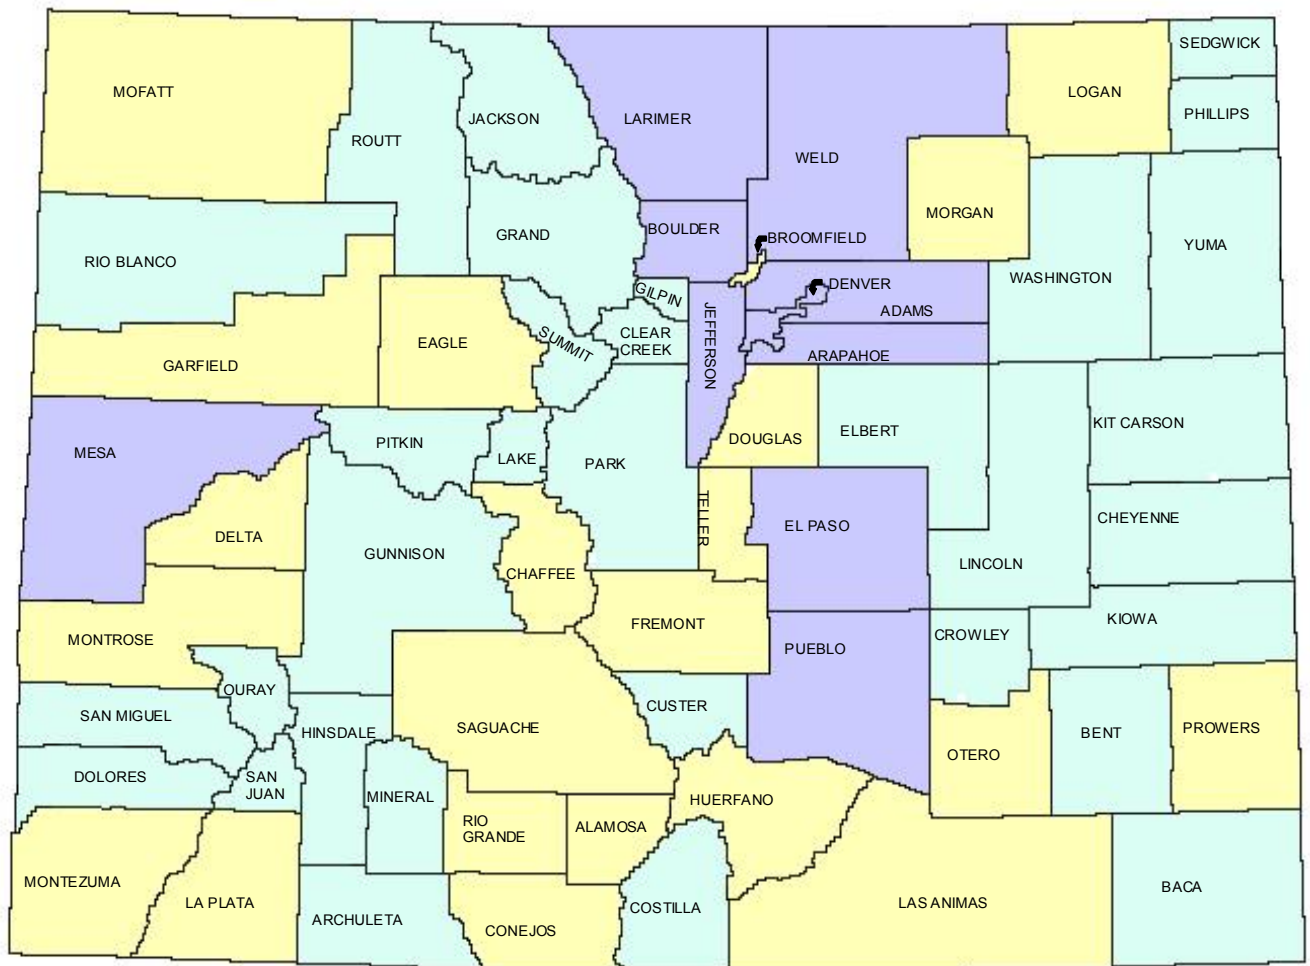 SEDGWICK
MOFATT
LOGAN
JACKSON
LARIMER
PHILLIPS
ROUTT
WELD
MORGAN
BOULDER
GRAND
BROOMFIELD
YUMA
RIO BLANCO
WASHINGTON
DENVER
GILPIN
ADAMS
CLEAR
CREEK
SUMMIT
EAGLE
JEFFERSON
ARAPAHOE
GARFIELD
KIT CARSON
ELBERT
DOUGLAS
PITKIN
MESA
LAKE
PARK
TELLER
CHEYENNE
EL PASO
DELTA
GUNNISON
LINCOLN
CHAFFEE
KIOWA
FREMONT
CROWLEY
MONTROSE
PUEBLO
OURAY
CUSTER
SAN MIGUEL
SAGUACHE
PROWERS
HINSDALE
BENT
OTERO
DOLORES
SAN
JUAN
MINERAL
HUERFANO
RIO
GRANDE
ALAMOSA
MONTEZUMA
BACA
LA PLATA
LAS ANIMAS
COSTILLA
ARCHULETA
CONEJOS